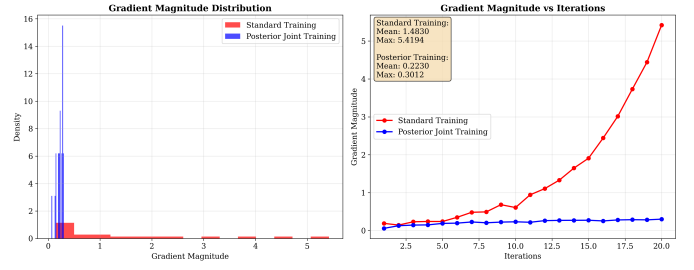 Gradient Magnitude Distribution
16
14
12
10
8
6
4
2
0
Density
Standard Training
Posterior Joint Training
0
1
2
3
4
5
Gradient Magnitude
Gradient Magnitude vs Iterations
5
4
3
2
1
0
Gradient Magnitude
Standard Training:
Mean: 1.4830
Max: 5.4194
Posterior Training:
Mean: 0.2230
Max: 0.3012
Standard Training
Posterior Joint Training
2.5
5.0
7.5
10.0
12.5
15.0
17.5
20.0
Iterations